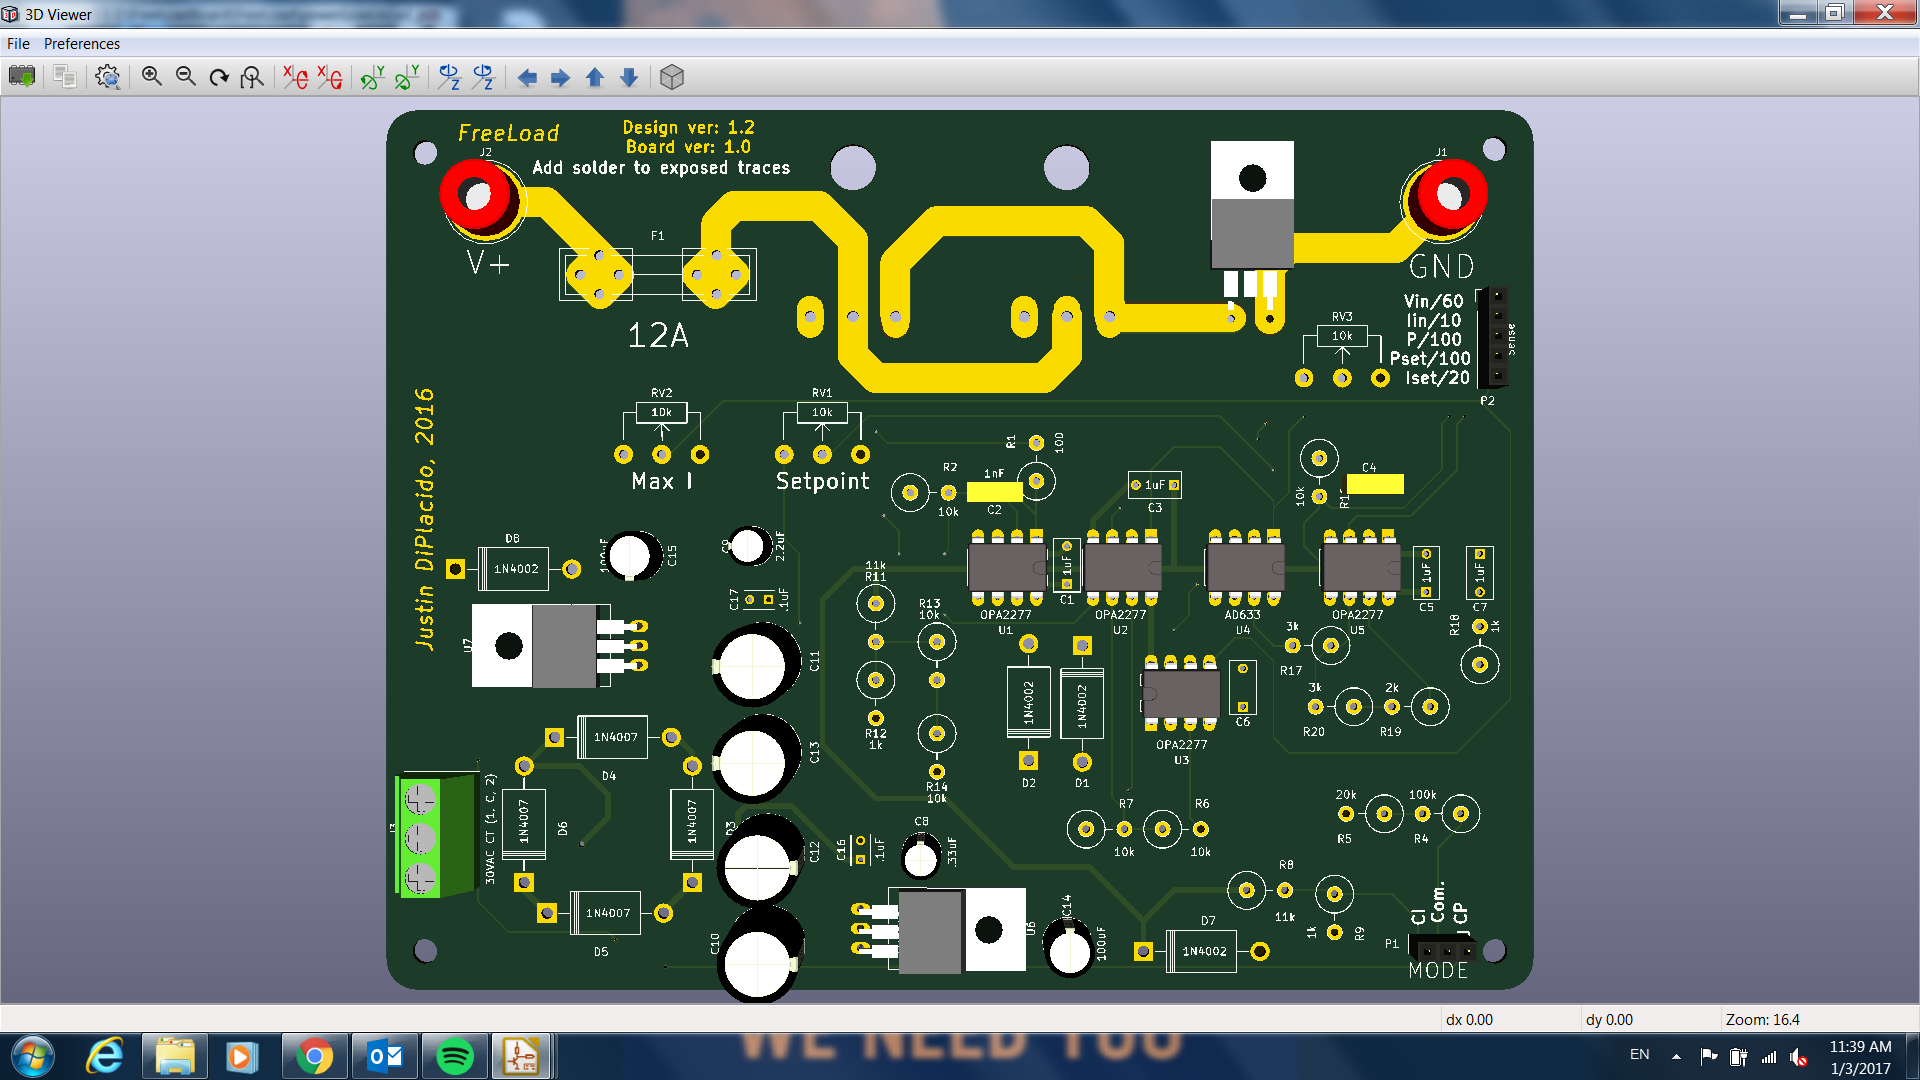 3D Viewer
File Preferences
FreeLoad
Design ver: 1.2
Board ver: 1.0
Add solder to exposed traces
J2
J1
V+
F1
12A
GND
Vin/60
Iin/10
P/100
Pset/100
Iset/20
Sense
P2
RV3
10k
RV2
10k
Max I
RV1
10k
Setpoint
Justin DiPlacido, 2016
R1
100
R2
10k
1nF
C2
1uF
C3
10k
C4
D8
1N4002
C15
C9
2.2uF
C17
.1uF
U7
11k
R11
R13
10k
R12
1k
R14
10k
OPA2277
U1
1uF
C1
OPA2277
U2
AD633
U4
OPA2277
U5
1uF
C5
1uF
C7
R18
1k
3k
R17
3k
R20
2k
R19
1N4002
D2
1N4002
D1
OPA2277
U3
C6
C11
C13
C12
C10
1N4007
D4
1N4007
D6
1N4007
D3
1N4007
D5
J3
30VAC CT (1, C, 2)
C16
.1uF
C8
.33uF
U6
C14
100uF
R7
10k
R6
10k
20k
R5
100k
R4
R8
11k
1k
R9
D7
1N4002
CI
Com.
CP
P1
MODE
dx 0.00
dy 0.00
Zoom: 16.4
WE NEED YOU
EN
11:39 AM
1/3/2017